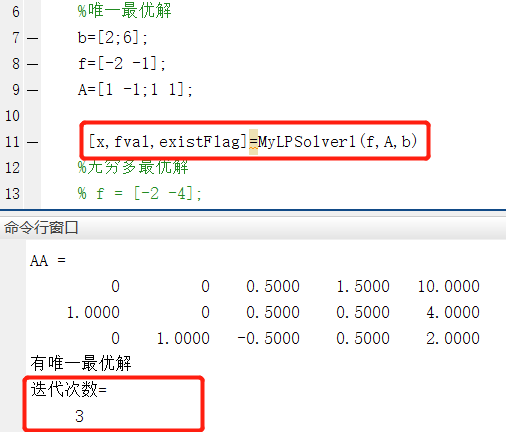 6 %唯一最优解
7 — b=[2;6];
8 — f=[-2 -1];
9 — A=[1 -1;1 1];
10
11 — [x,fval,existFlag]=MyLPSolver1(f,A,b)
12 %无穷多最优解
13 % f = [-2 -4];
命令行窗口
AA =
0 0 0.5000 1.5000 10.0000
1.0000 0 0.5000 0.5000 4.0000
0 1.0000 -0.5000 0.5000 2.0000
有唯一最优解
迭代次数=
3